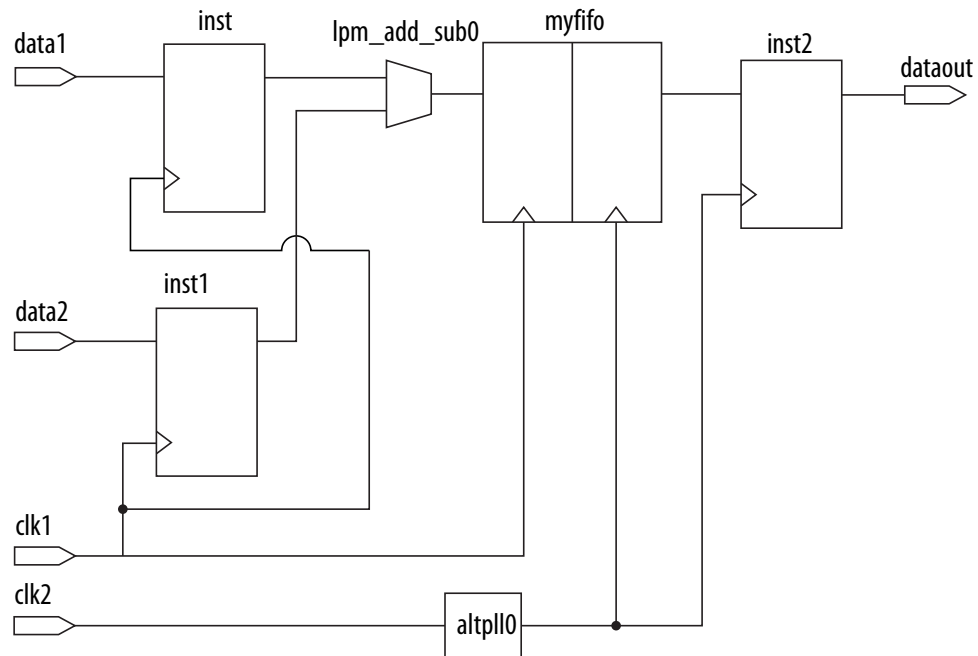 inst
lpm_add_sub0
myfifo
inst2
data1
dataout
inst1
data2
clk1
clk2
altpll0